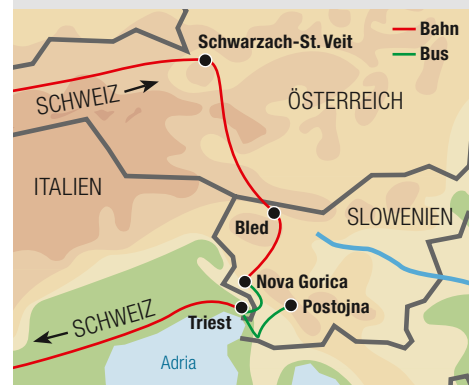 Bahn
Bus
Schwarzach-St. Veit
SCHWEIZ
ÖSTERREICH
ITALIEN
SLOWENIEN
Bled
Nova Gorica
Postojna
SCHWEIZ
Triest
Adria